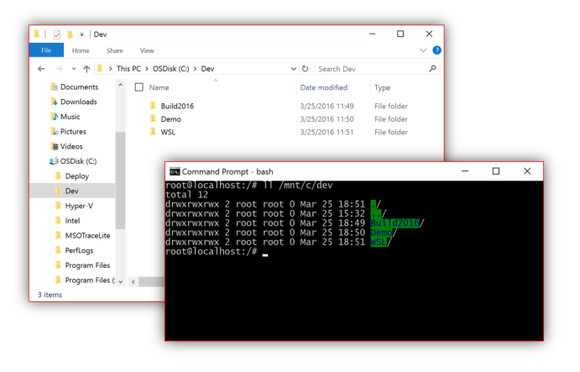 Dev
File Home Share View
This PC > OSDisk (C:) > Dev
Search Dev
Name Date modified Type
Documents
Downloads
Music
Pictures
Videos
OSDisk (C:)
Deploy
Dev
Hyper-V
Intel
MSOTraceLite
PerfLogs
Program Files
Program Files (
Build2016 3/25/2016 11:49 File folder
Demo 3/25/2016 11:50 File folder
WSL 3/25/2016 11:51 File folder
3 items
Command Prompt - bash
root@localhost:/# ll /mnt/c/dev
total 12
drwxrwxrwx 2 root root 0 Mar 25 18:51 ./
drwxrwxrwx 2 root root 0 Mar 25 15:32 ../
drwxrwxrwx 2 root root 0 Mar 25 18:49 Build2016/
drwxrwxrwx 2 root root 0 Mar 25 18:50 Demo/
drwxrwxrwx 2 root root 0 Mar 25 18:51 WSL/
root@localhost:/#